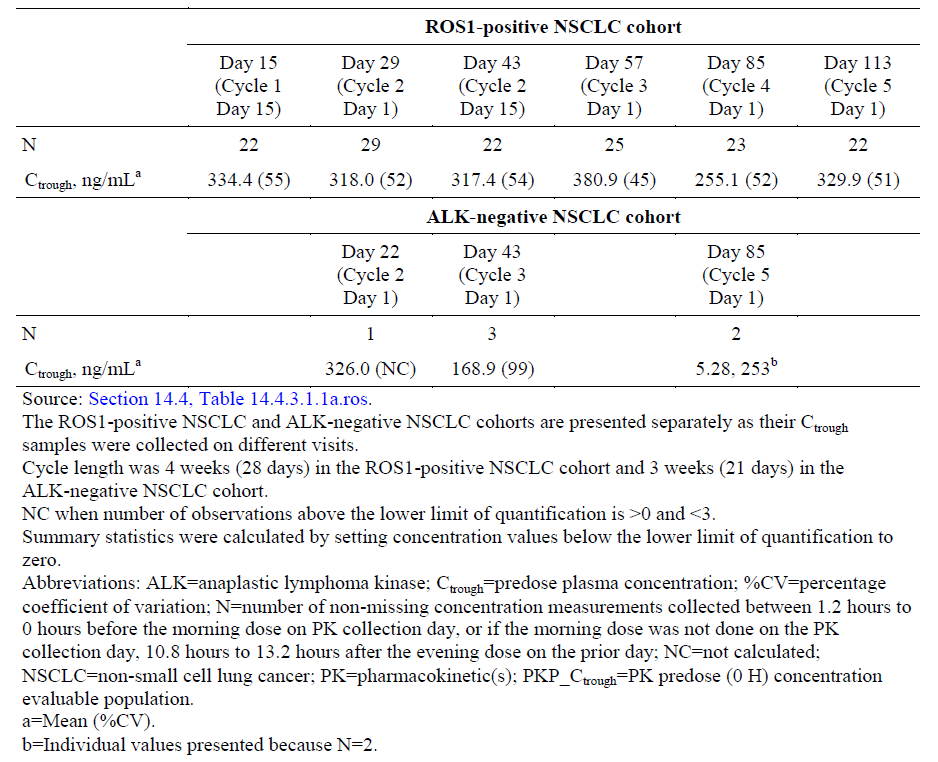 ROS1-positive NSCLC cohort
Day 15 Day 29 Day 43 Day 57 Day 85 Day 113
(Cycle 1 (Cycle 2 (Cycle 2 (Cycle 3 (Cycle 4 (Cycle 5
Day 15) Day 1) Day 15) Day 1) Day 1) Day 1)
N 22 29 22 25 23 22
Ctrough, ng/mLa 334.4 (55) 318.0 (52) 317.4 (54) 380.9 (45) 255.1 (52) 329.9 (51)
ALK-negative NSCLC cohort
Day 22 Day 43 Day 85
(Cycle 2 (Cycle 3 (Cycle 5
Day 1) Day 1) Day 1)
N 1 3 2
Ctrough, ng/mLa 326.0 (NC) 168.9 (99) 5.28, 253b
Source: Section 14.4, Table 14.4.3.1.1a.ros.
The ROS1-positive NSCLC and ALK-negative NSCLC cohorts are presented separately as their Ctrough
samples were collected on different visits.
Cycle length was 4 weeks (28 days) in the ROS1-positive NSCLC cohort and 3 weeks (21 days) in the
ALK-negative NSCLC cohort.
NC when number of observations above the lower limit of quantification is >0 and <3.
Summary statistics were calculated by setting concentration values below the lower limit of quantification to
zero.
Abbreviations: ALK=anaplastic lymphoma kinase; Ctrough=predose plasma concentration; %CV=percentage
coefficient of variation; N=number of non-missing concentration measurements collected between 1.2 hours to
0 hours before the morning dose on PK collection day, or if the morning dose was not done on the PK
collection day, 10.8 hours to 13.2 hours after the evening dose on the prior day; NC=not calculated;
NSCLC=non-small cell lung cancer; PK=pharmacokinetic(s); PKP_Ctrough=PK predose (0 H) concentration
evaluable population.
a=Mean (%CV).
b=Individual values presented because N=2.